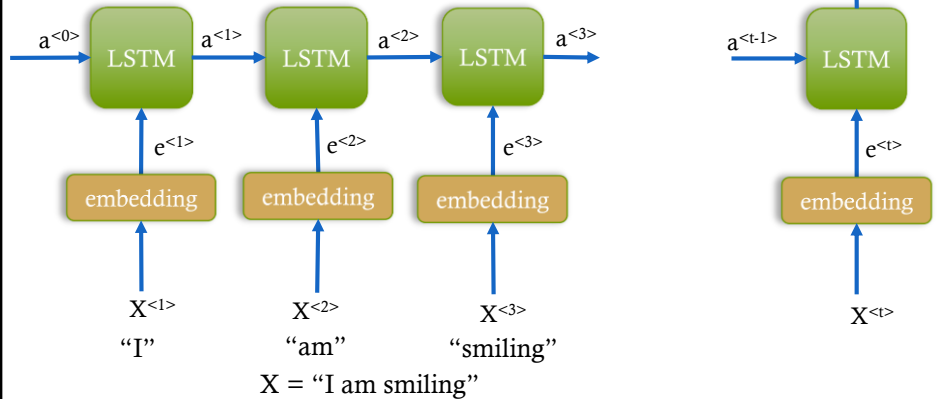 a<0> LSTM a<1> LSTM a<2> LSTM a<3> a<t-1> LSTM
e<1> e<2> e<3> e<t>
embedding embedding embedding embedding
X<1> X<2> X<3> X<t>
“I” “am” “smiling”
X = “I am smiling”